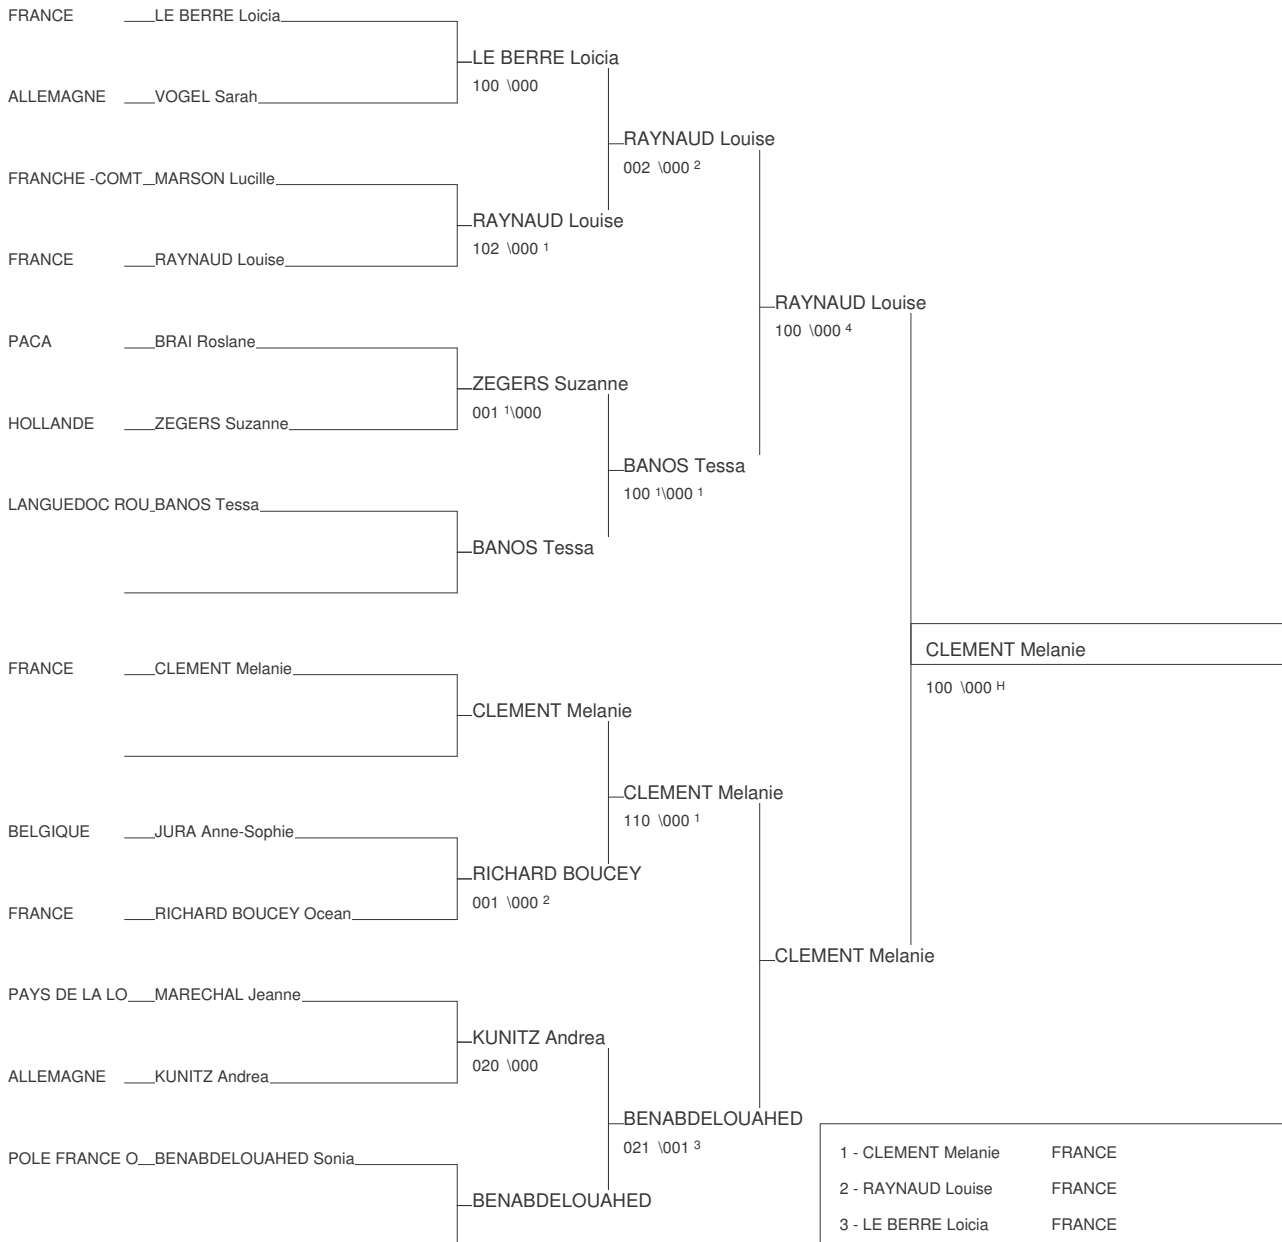 FRANCE LE BERRE Loicia
LE BERRE Loicia
100 \000
ALLEMAGNE VOGEL Sarah
RAYNAUD Louise
002 \000 2
FRANCHE -COMT MARSON Lucille
RAYNAUD Louise
102 \000 1
FRANCE RAYNAUD Louise
RAYNAUD Louise
100 \000 4
PACA BRAI Roslane
ZEGERS Suzanne
001 1\000
HOLLANDE ZEGERS Suzanne
BANOS Tessa
100 1\000 1
LANGUEDOC ROU BANOS Tessa
BANOS Tessa
CLEMENT Melanie
100 \000 H
FRANCE CLEMENT Melanie
CLEMENT Melanie
CLEMENT Melanie
110 \000 1
BELGIQUE JURA Anne-Sophie
RICHARD BOUCEY
001 \000 2
FRANCE RICHARD BOUCEY Ocean
CLEMENT Melanie
PAYS DE LA LO MARECHAL Jeanne
KUNITZ Andrea
020 \000
ALLEMAGNE KUNITZ Andrea
BENABDELOUAHED
021 \001 3
POLE FRANCE O BENABDELOUAHED Sonia
BENABDELOUAHED
1 - CLEMENT Melanie FRANCE
2 - RAYNAUD Louise FRANCE
3 - LE BERRE Loicia FRANCE